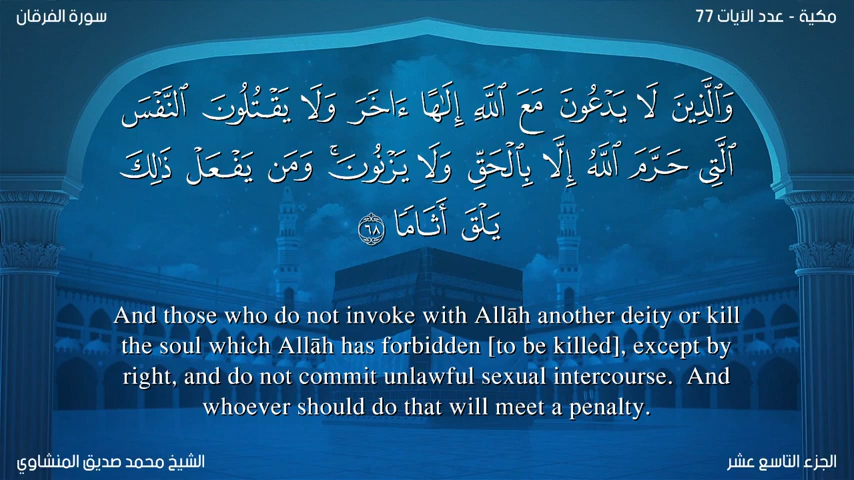 سورة الفرقان
مكية - عدد الآيات 77
وَٱلَّذِينَ لَا يَدۡعُونَ مَعَ ٱللَّهِ إِلَٰهًا ءَاخَرَ وَلَا يَقۡتُلُونَ ٱلنَّفۡسَ
ٱلَّتِي حَرَّمَ ٱللَّهُ إِلَّا بِٱلۡحَقِّ وَلَا يَزۡنُونَۚ وَمَن يَفۡعَلۡ ذَٰلِكَ
يَلۡقَ أَثَامٗا ٦٨
And those who do not invoke with Allāh another deity or kill
the soul which Allāh has forbidden [to be killed], except by
right, and do not commit unlawful sexual intercourse.  And
whoever should do that will meet a penalty.
الشيخ محمد صديق المنشاوي
الجزء التاسع عشر